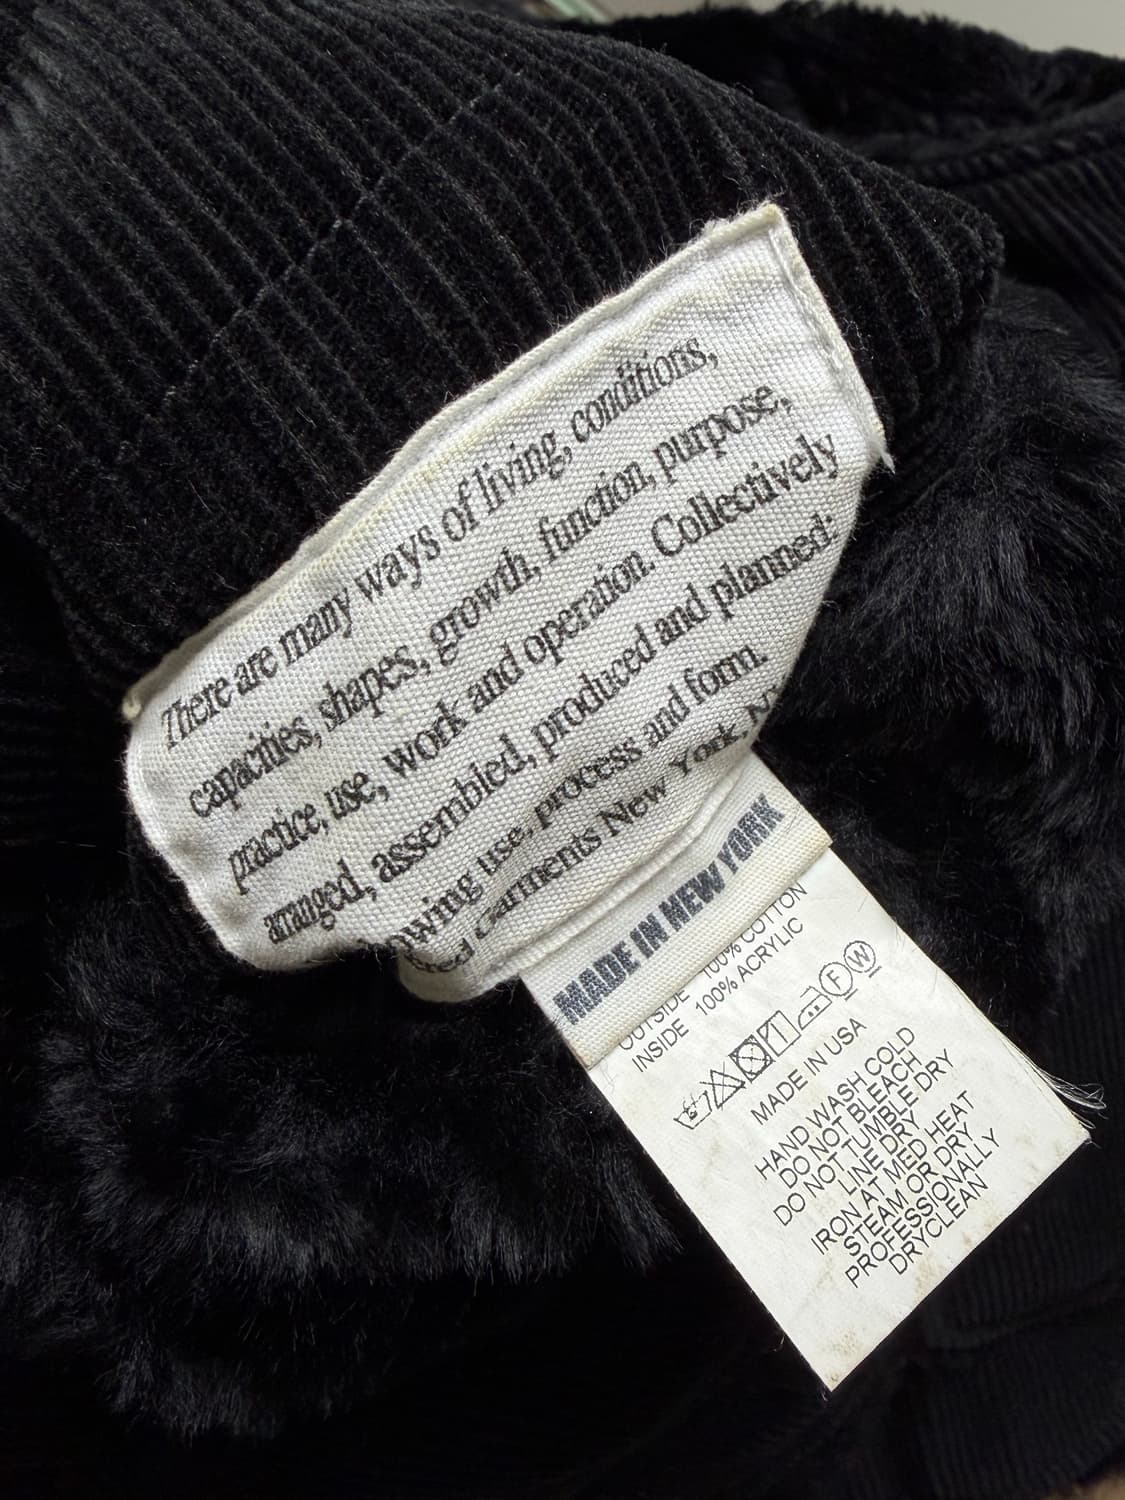 There are many ways of living, conditions,
capacities, shapes, growth, function, purpose,
practice, use, work and operation. Collectively
arranged, assembled, produced and planned:
owing use, process and form.
ered Garments New York, NY
MADE IN NEW YORK
OUTSIDE 100% COTTON
INSIDE 100% ACRYLIC
F W
MADE IN USA
HAND WASH COLD
DO NOT BLEACH
DO NOT TUMBLE DRY
LINE DRY
IRON AT MED HEAT
STEAM OR DRY
PROFESSIONALLY
DRYCLEAN